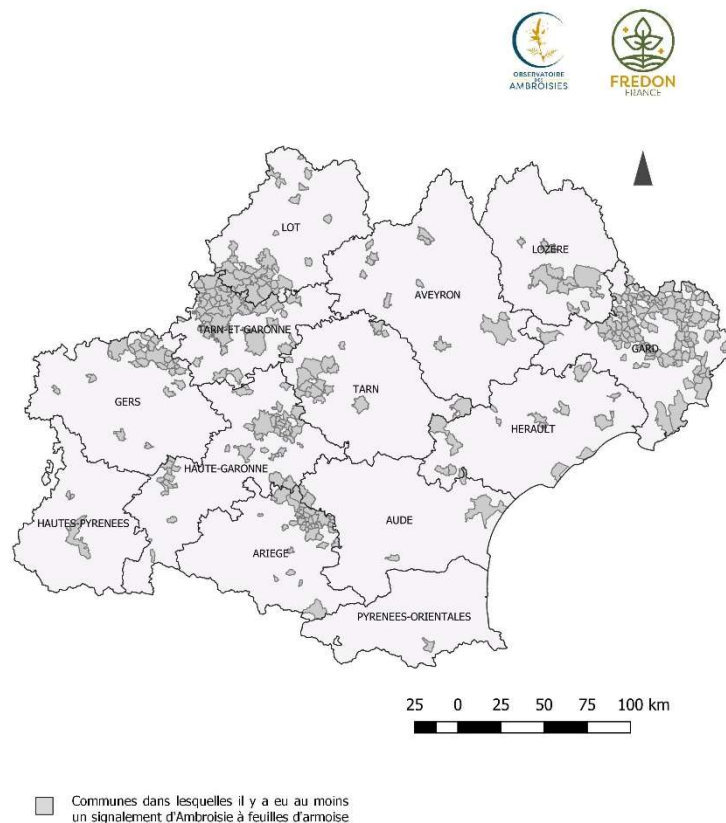 OBSERVATOIRE
DES
AMBROISIES
FREDON
FRANCE
LOT
LOZERE
AVEYRON
TARN-ET-GARONNE
GARD
TARN
GERS
HERAULT
HAUTE-GARONNE
HAUTES-PYRENEES
AUDE
ARIEGE
PYRENEES-ORIENTALES
25 0 25 50 75 100 km
Communes dans lesquelles il y a eu au moins
un signalement d'Ambroisie à feuilles d'armoise